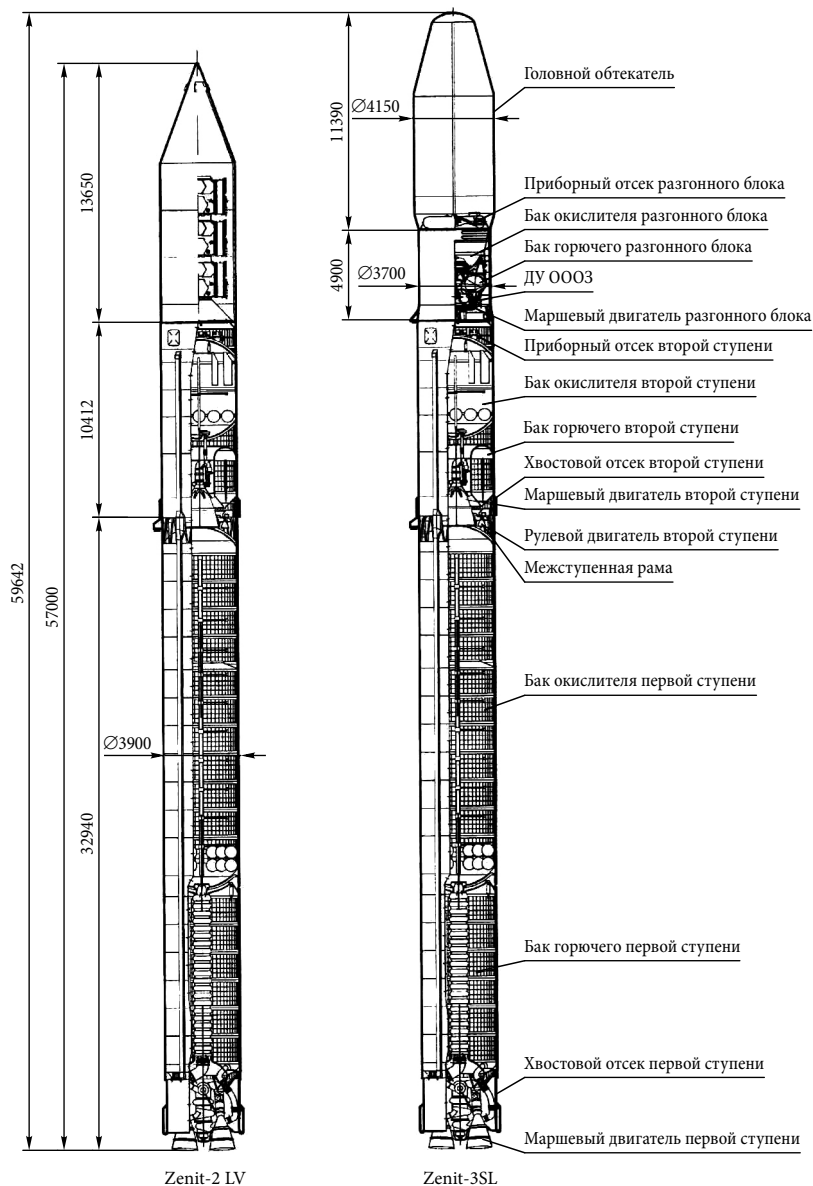 Головной обтекатель
∅4150
11390
13650
Приборный отсек разгонного блока
Бак окислителя разгонного блока
Бак горючего разгонного блока
∅3700
4900
ДУ ОООЗ
Маршевый двигатель разгонного блока
Приборный отсек второй ступени
Бак окислителя второй ступени
10412
Бак горючего второй ступени
Хвостовой отсек второй ступени
Маршевый двигатель второй ступени
Рулевой двигатель второй ступени
Межступенная рама
59642
57000
Бак окислителя первой ступени
∅3900
32940
Бак горючего первой ступени
Хвостовой отсек первой ступени
Маршевый двигатель первой ступени
Zenit-2 LV
Zenit-3SL